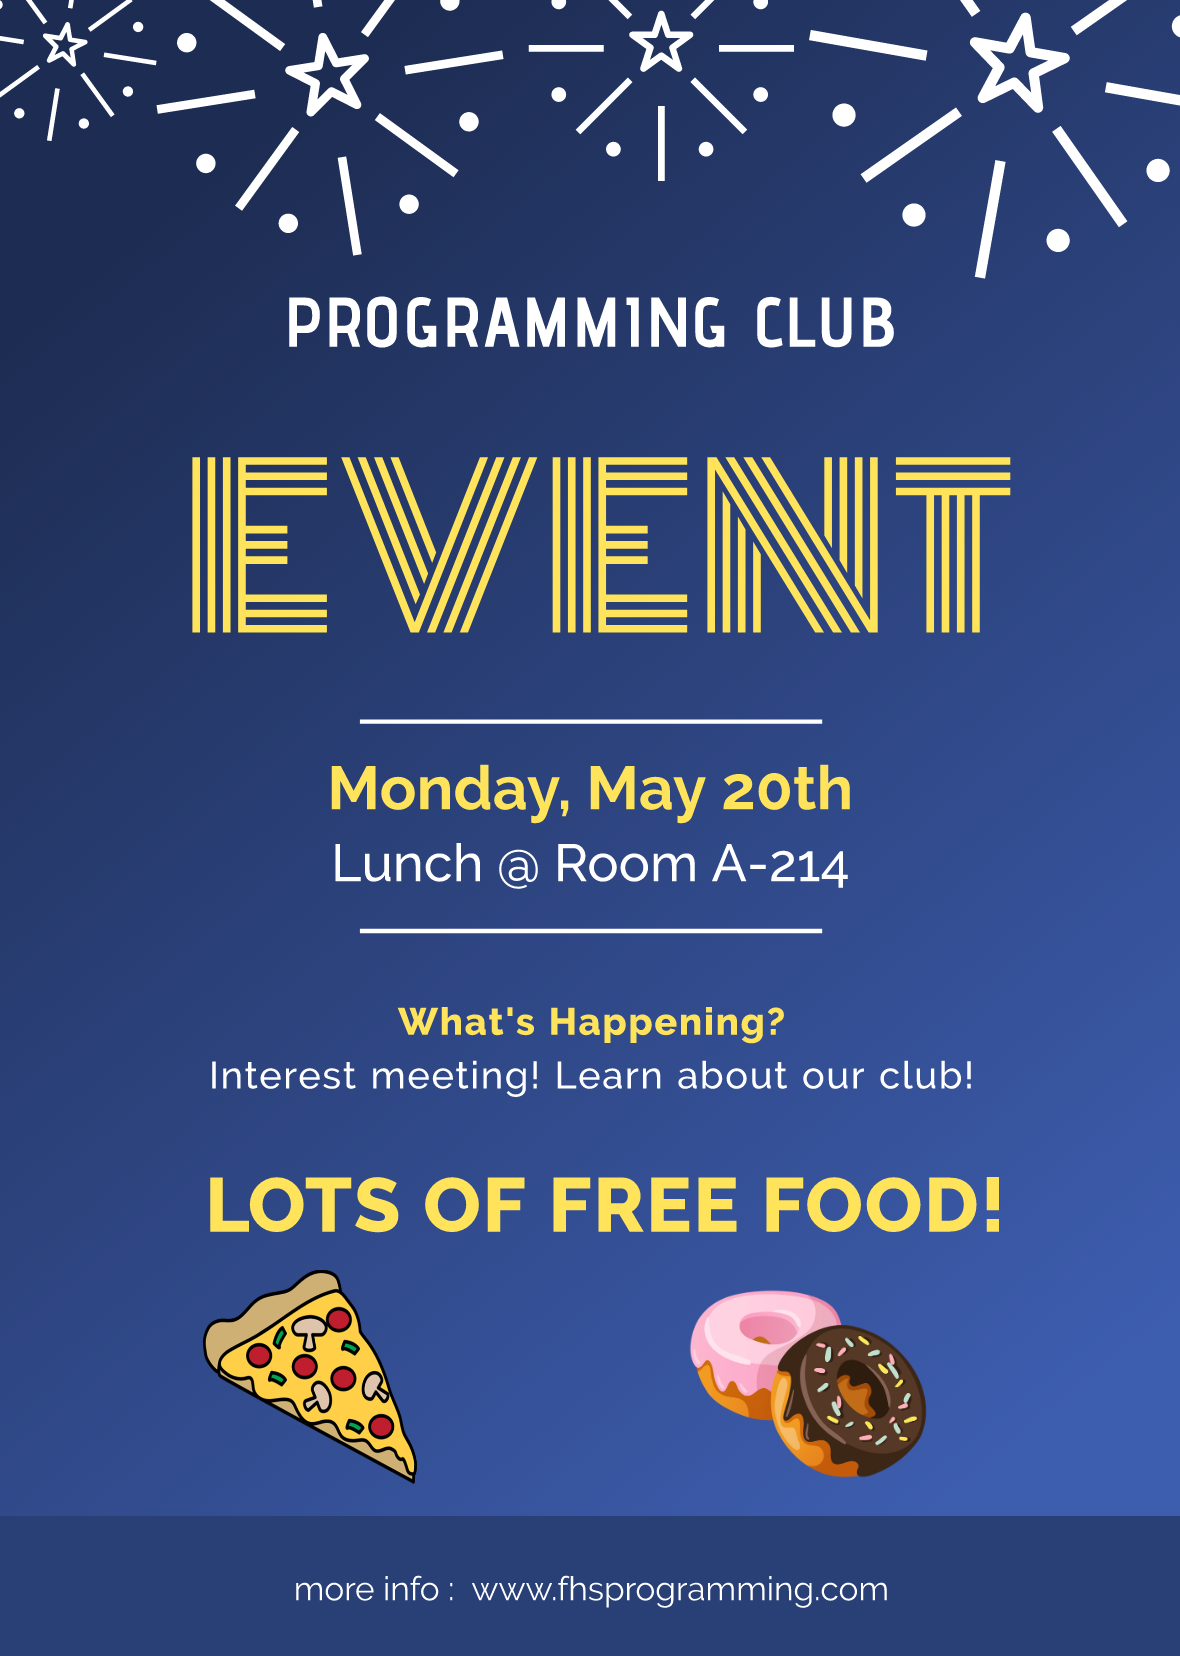 PROGRAMMING CLUB
EVENT
Monday, May 20th
Lunch @ Room A-214
What's Happening?
Interest meeting! Learn about our club!
LOTS OF FREE FOOD!
more info : www.fhsprogramming.com